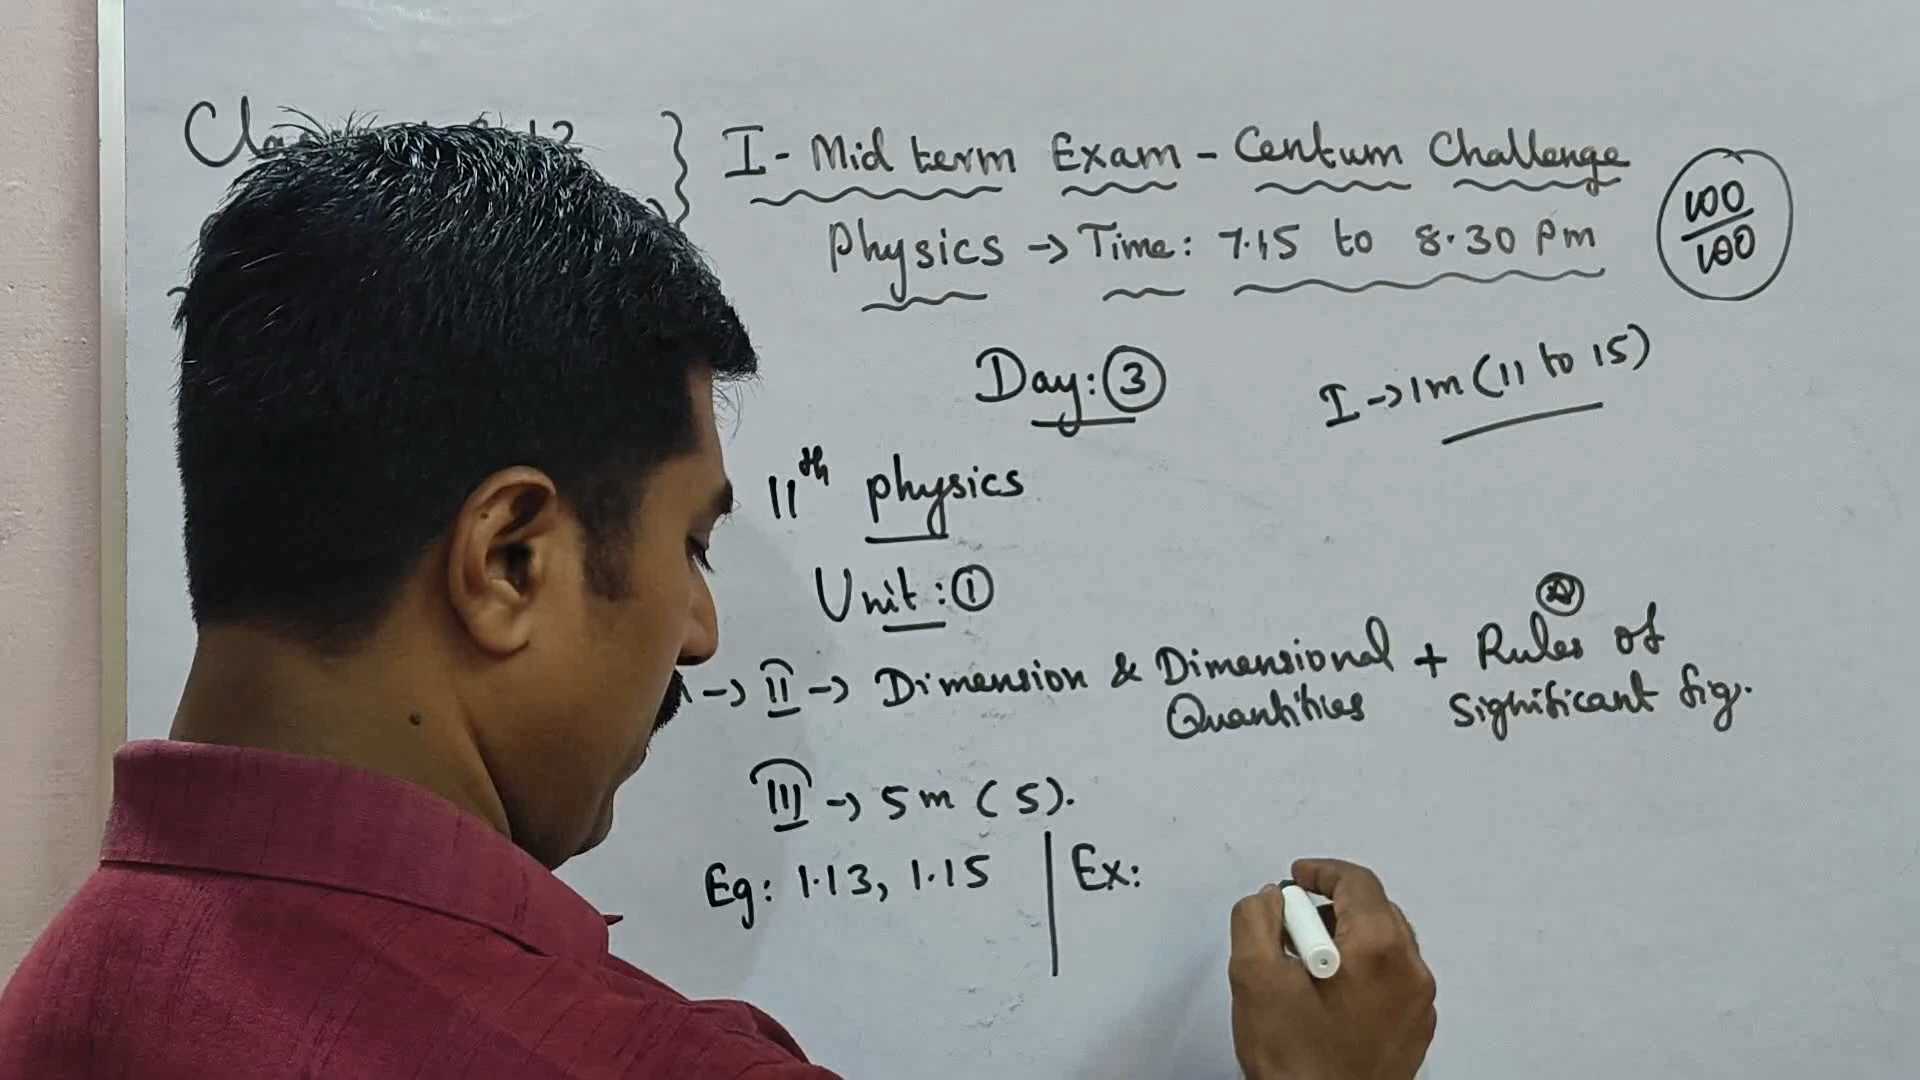 I - Mid term Exam - Centum Challenge
Physics → Time: 7.15 to 8.30 pm
100/100
Day: ③
I → 1m (11 to 15)
11th physics
Unit: ①
→ II → Dimension & Dimensional Quantities + Rules of significant fig.
III → 5m (5).
Eg: 1.13, 1.15 | Ex: